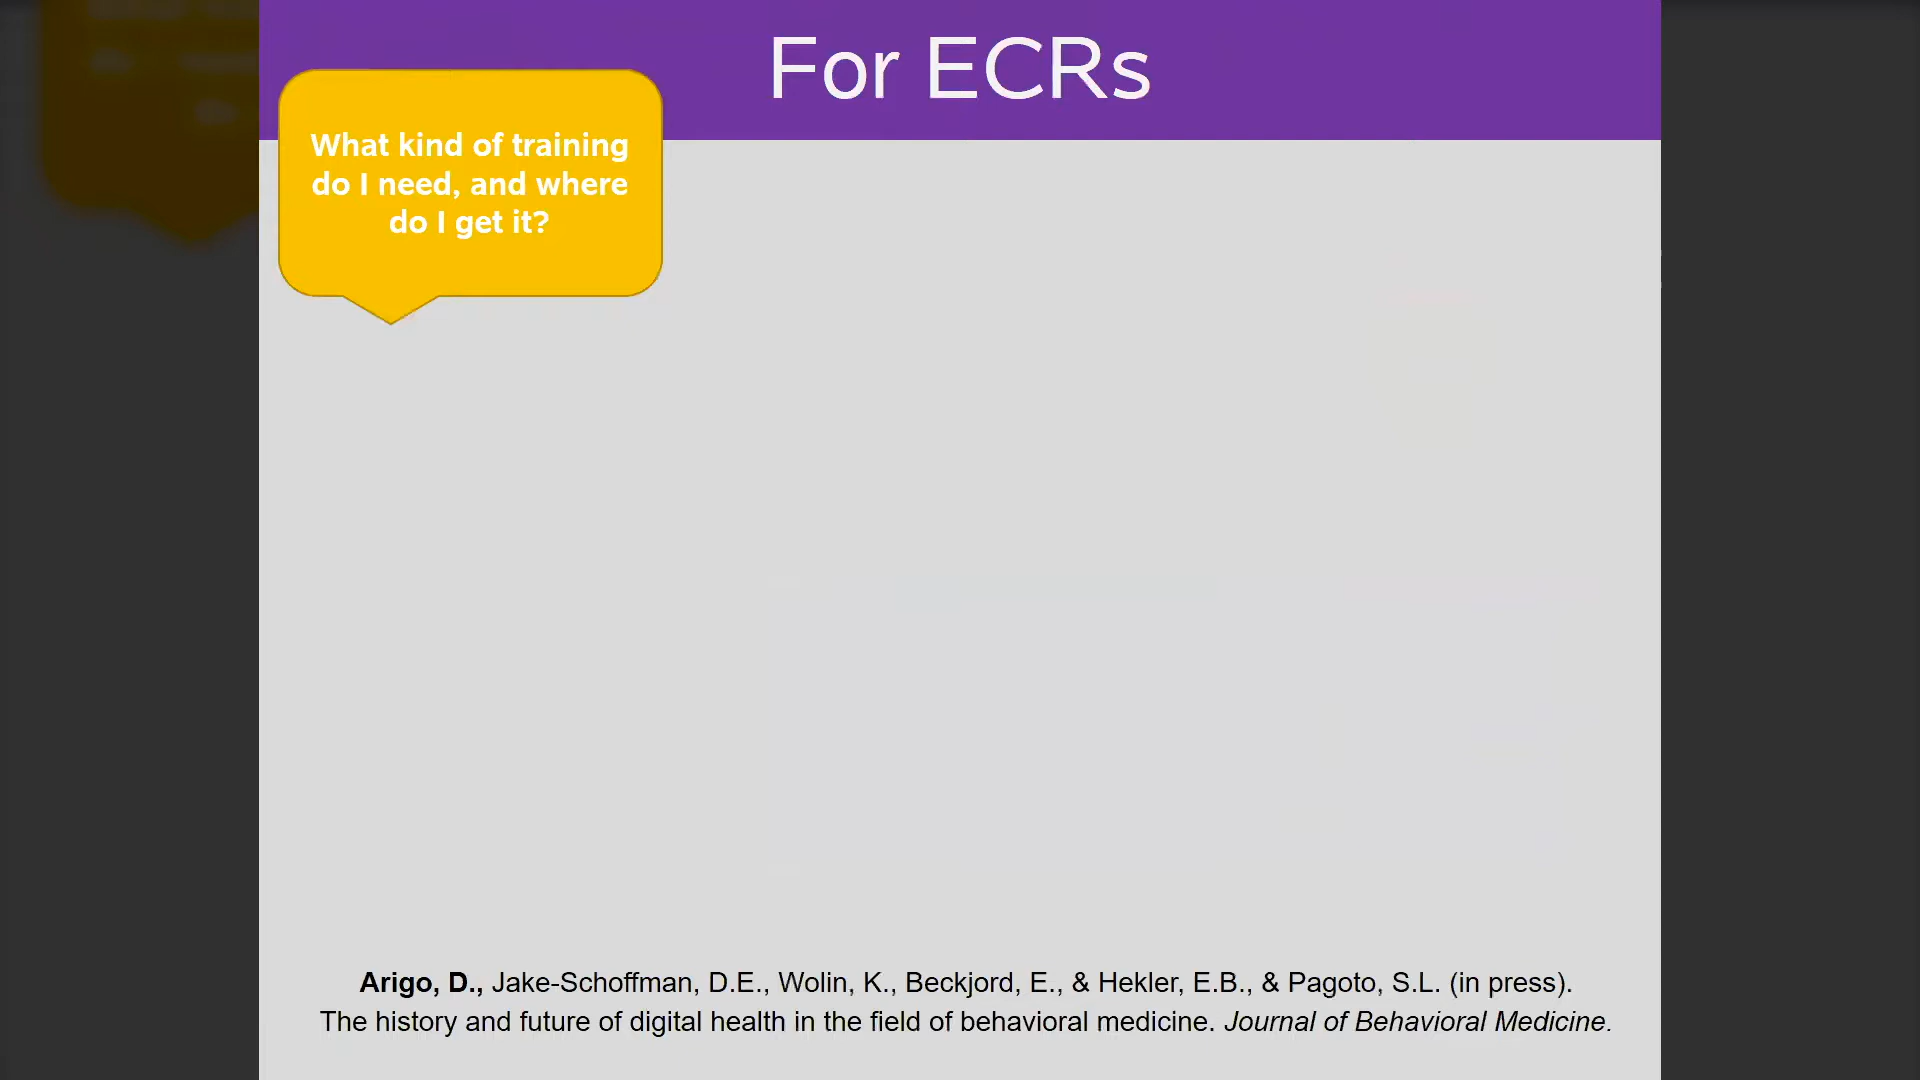 For ECRs
What kind of training
do I need, and where
do I get it?
Arigo, D., Jake-Schoffman, D.E., Wolin, K., Beckjord, E., & Hekler, E.B., & Pagoto, S.L. (in press).
The history and future of digital health in the field of behavioral medicine. Journal of Behavioral Medicine.